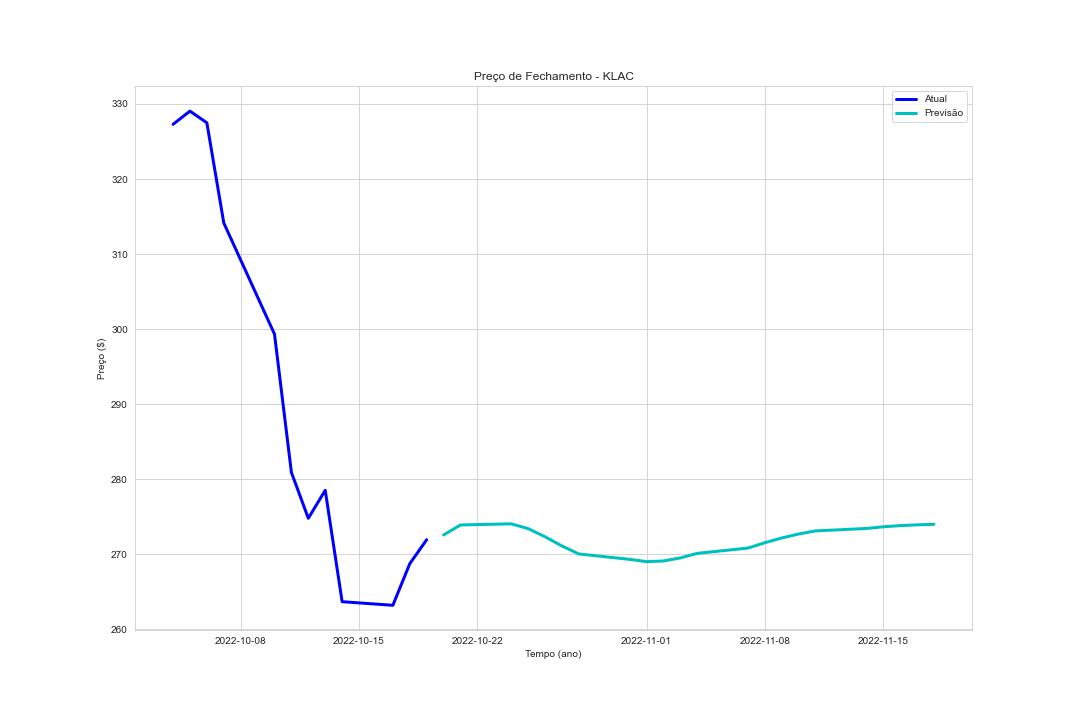 Preço de Fechamento - KLAC
Atual
Previsão
330
320
310
300
290
280
270
260
Preço ($)
2022-10-08
2022-10-15
2022-10-22
2022-11-01
2022-11-08
2022-11-15
Tempo (ano)